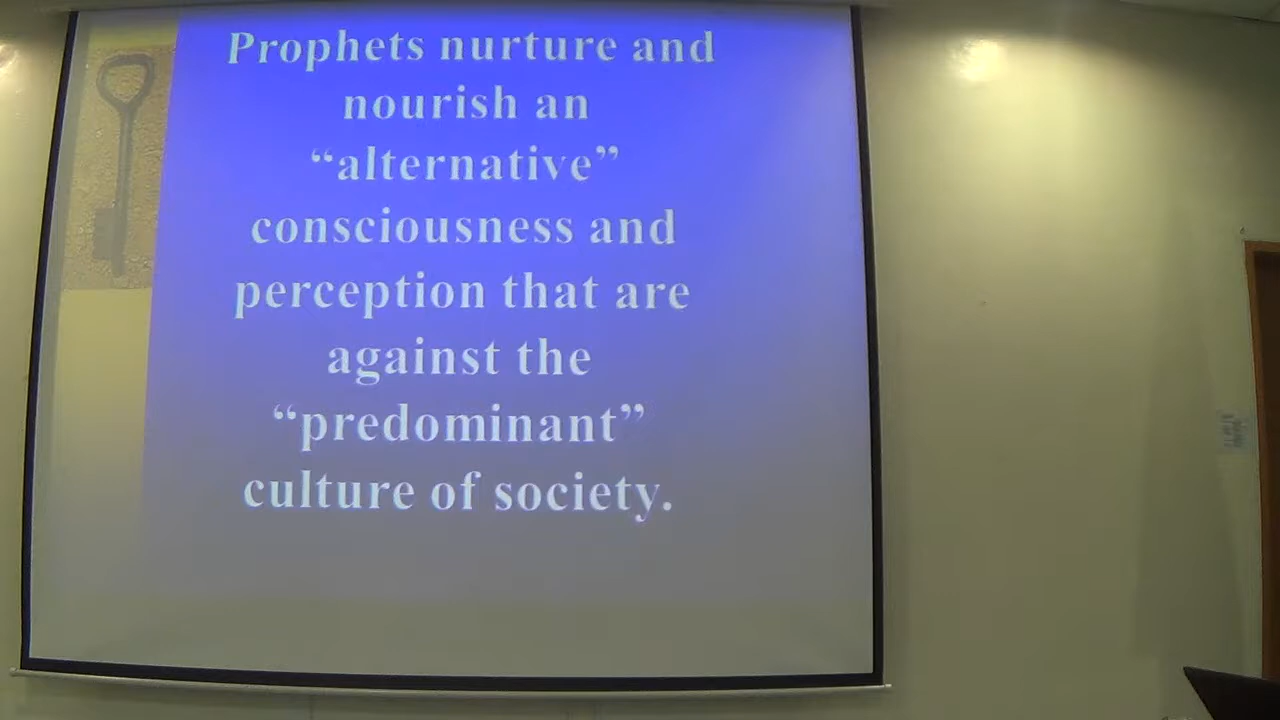 Prophets nurture and
nourish an
“alternative”
consciousness and
perception that are
against the
“predominant”
culture of society.